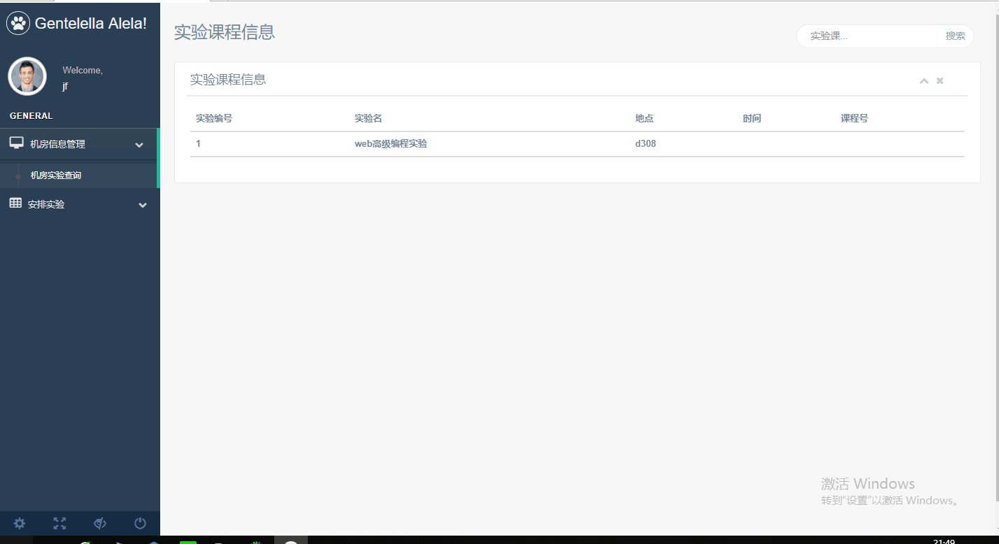 Gentelella Alela!
Welcome,
jf
GENERAL
机房信息管理
机房实验查询
安排实验
实验课程信息
实验课... 搜索
实验课程信息
实验编号 实验名 地点 时间 课程号
1 web高级编程实验 d308
激活 Windows
转到"设置"以激活 Windows。
21:49